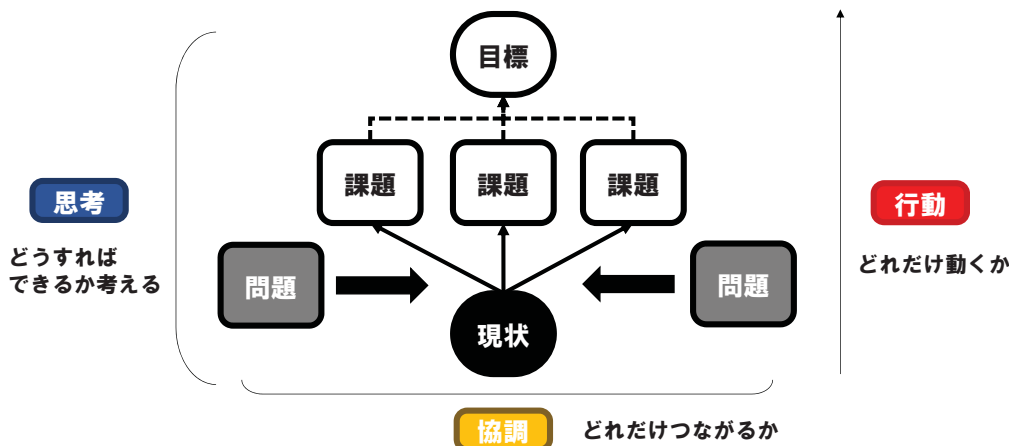 目標
課題
課題
課題
思考
どうすれば
できるか考える
問題
問題
現状
行動
どれだけ動くか
協調
どれだけつながるか